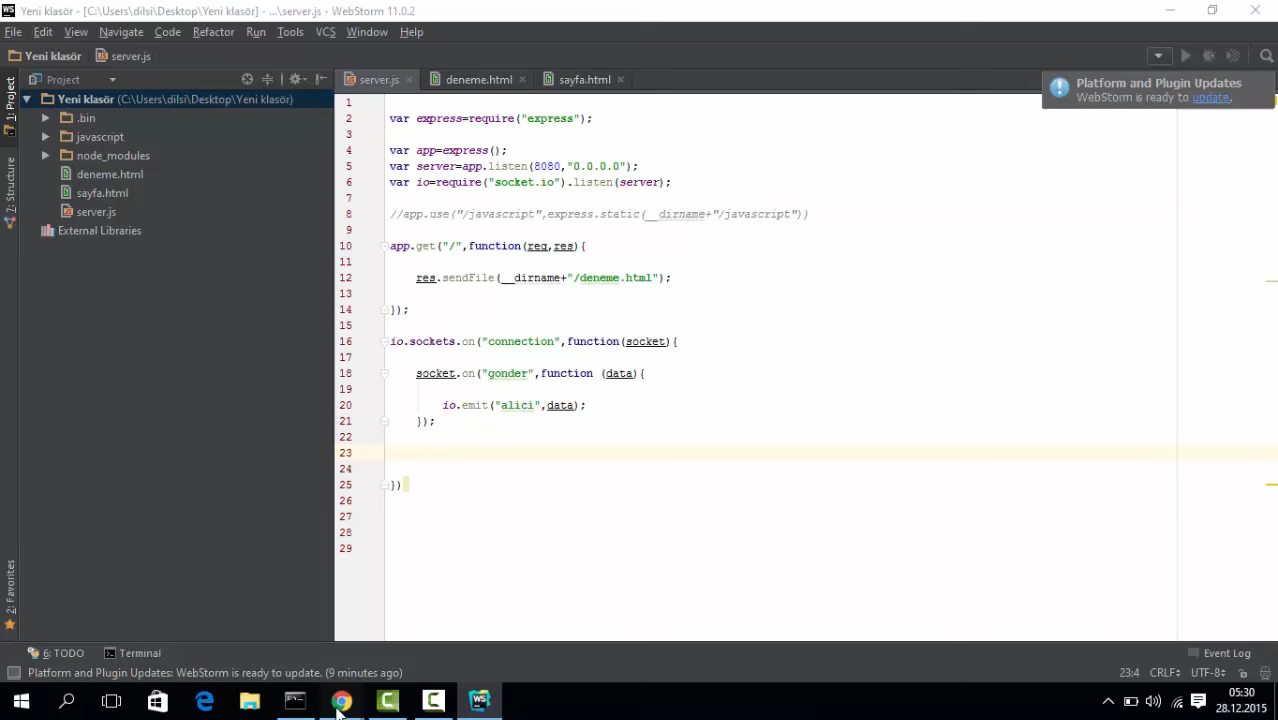 WS Yeni klasör - [C:\Users\dilsi\Desktop\Yeni klasör] - ...\server.js - WebStorm 11.0.2
File Edit View Navigate Code Refactor Run Tools VCS Window Help
Yeni klasör server.js
Project
server.js demene.html sayfa.html
Platform and Plugin Updates
WebStorm is ready to update.
1: Project
Structure
2: Favorites
Yeni klasör (C:\Users\dilsi\Desktop\Yeni klasör)
.bin
javascript
node_modules
deneme.html
sayfa.html
server.js
External Libraries
1
2 var express=require("express");
3
4 var app=express();
5 var server=app.listen(8080,"0.0.0.0");
6 var io=require("socket.io").listen(server);
7
8 //app.use("/javascript",express.static(__dirname+"/javascript"))
9
10 app.get("/",function(req,res){
11
12 res.sendFile(__dirname+"/deneme.html");
13
14 });
15
16 io.sockets.on("connection",function(socket){
17
18 socket.on("gonder",function (data){
19
20 io.emit("alici",data);
21 });
22
23
24
25 })
26
27
28
29
6: TODO Terminal Event Log
Platform and Plugin Updates: WebStorm is ready to update. (9 minutes ago) 23:4 CRLF÷ UTF-8÷
WS
05:30
28.12.2015